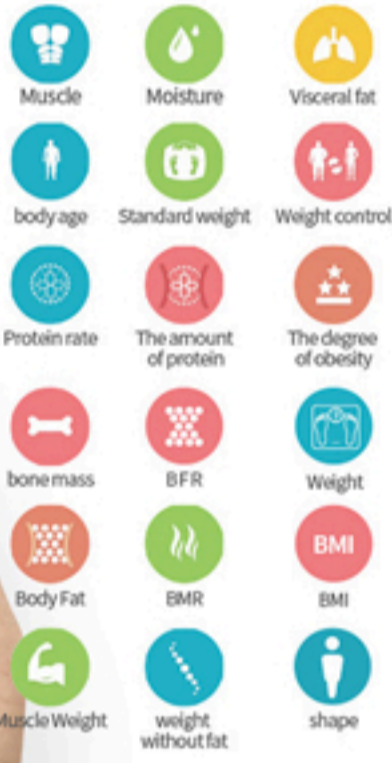 Muscle
Moisture
Visceral fat
body age
Standard weight
Weight control
Protein rate
The amount
of protein
The degree
of obesity
bone mass
BFR
Weight
BMI
Body Fat
BMR
BMI
Muscle Weight
weight
without fat
shape